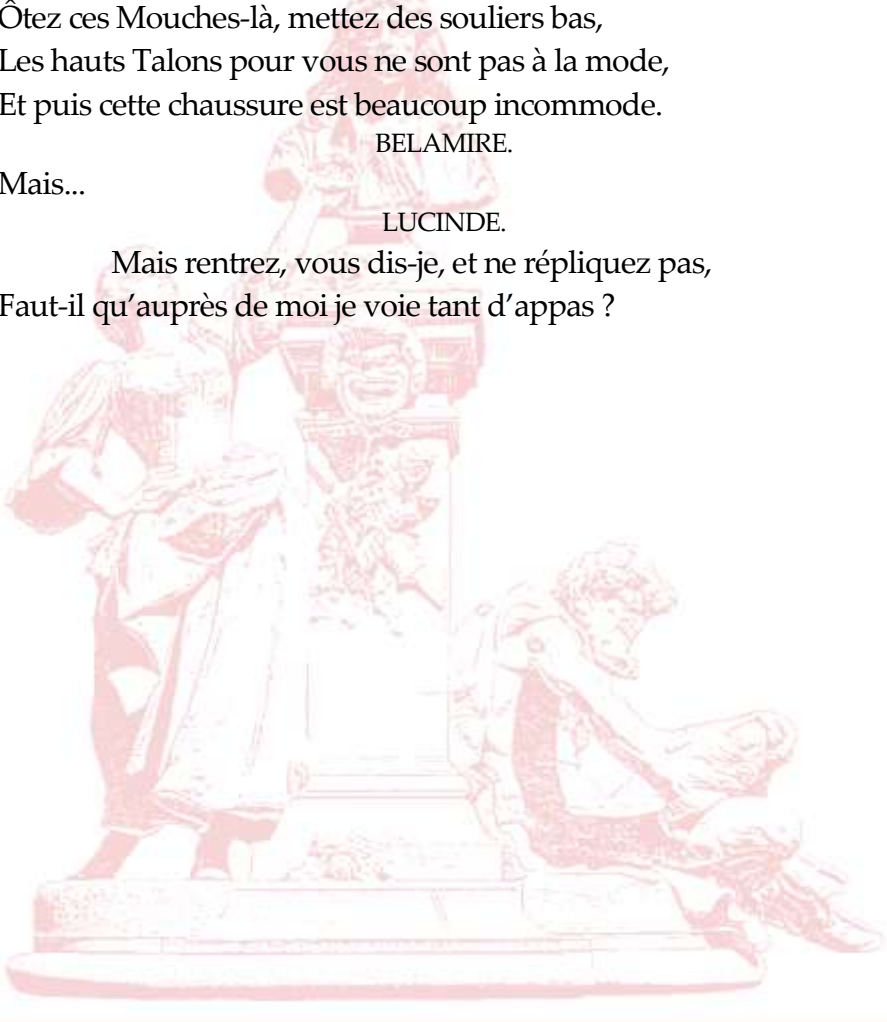 Ôtez ces Mouches-là, mettez des souliers bas,
Les hauts Talons pour vous ne sont pas à la mode,
Et puis cette chaussure est beaucoup incommode.
BELAMIRE.
Mais...
LUCINDE.
Mais rentrez, vous dis-je, et ne répliquez pas,
Faut-il qu’auprès de moi je voie tant d’appas ?